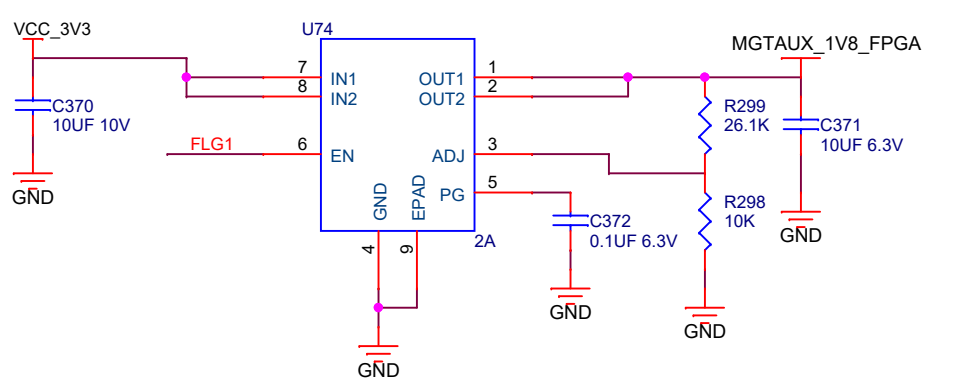 VCC_3V3
U74
MGTAUX_1V8_FPGA
7
IN1
OUT1
1
8
IN2
OUT2
2
C370
10UF 10V
R299
26.1K
C371
10UF 6.3V
FLG1
6
EN
ADJ
3
PG
5
GND
EPAD
GND
R298
10K
C372
0.1UF 6.3V
GND
2A
4
9
GND
GND
GND